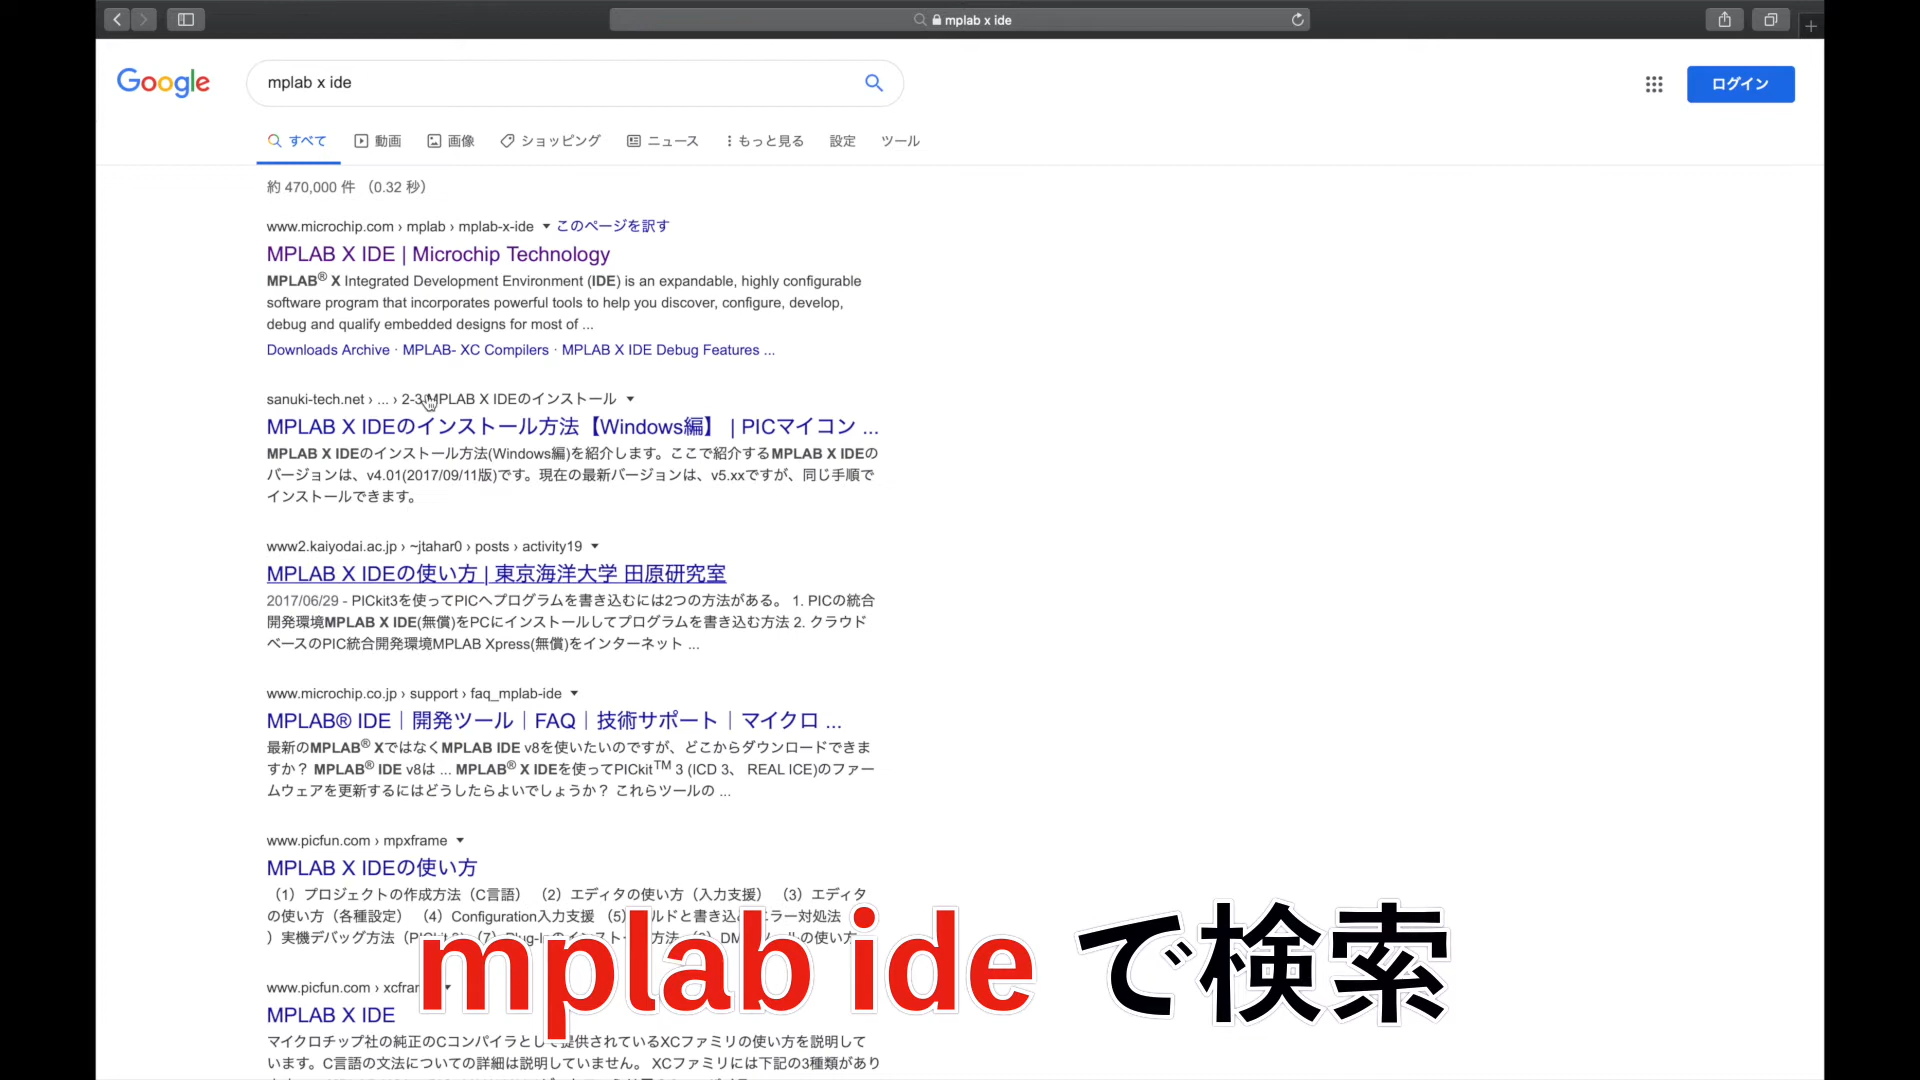 mplab x ide
Google
mplab x ide
ログイン
すべて 動画 画像 ショッピング ニュース もっと見る 設定 ツール
約 470,000 件 （0.32 秒）
www.microchip.com › mplab › mplab-x-ide ▼ このページを訳す
MPLAB X IDE | Microchip Technology
MPLAB® X Integrated Development Environment (IDE) is an expandable, highly configurable
software program that incorporates powerful tools to help you discover, configure, develop,
debug and qualify embedded designs for most of ...
Downloads Archive · MPLAB- XC Compilers · MPLAB X IDE Debug Features ...
sanuki-tech.net › ... › 2-3 MPLAB X IDEのインストール ▼
MPLAB X IDEのインストール方法【Windows編】 | PICマイコン ...
MPLAB X IDEのインストール方法(Windows編)を紹介します。ここで紹介するMPLAB X IDEの
バージョンは、v4.01(2017/09/11版)です。現在の最新バージョンは、v5.xxですが、同じ手順で
インストールできます。
www2.kaiyodai.ac.jp › ~jtahar0 › posts › activity19 ▼
MPLAB X IDEの使い方 | 東京海洋大学 田原研究室
2017/06/29 - PICkit3を使ってPICへプログラムを書き込むには2つの方法がある。 1. PICの統合
開発環境MPLAB X IDE(無償)をPCにインストールしてプログラムを書き込む方法 2. クラウド
ベースのPIC統合開発環境MPLAB Xpress(無償)をインターネット ...
www.microchip.co.jp › support › faq_mplab-ide ▼
MPLAB® IDE｜開発ツール｜FAQ｜技術サポート｜マイクロ ...
最新のMPLAB® XではなくMPLAB IDE v8を使いたいのですが、どこからダウンロードできま
すか？ MPLAB® IDE v8は ... MPLAB® X IDEを使ってPICkit™ 3 (ICD 3、 REAL ICE)のファー
ムウェアを更新するにはどうしたらよいでしょうか？ これらツールの ...
www.picfun.com › mpxframe ▼
MPLAB X IDEの使い方
（1）プロジェクトの作成方法（C言語） （2）エディタの使い方（入力支援） （3）エディタ
の使い方（各種設定） （4）Configuration入力支援 （5） ルドと書き込 エラー対処法
）実機デバッグ方法 （7） のインスト 方法 の使い方
www.picfun.com ›
MPLAB X IDE
マイクロチップ社の純正のCコンパイラとして提供されているXCファミリの使い方を説明して
います。C言語の文法についての詳細は説明していません。 XCファミリには下記の3種類があり
mplab ide で検索